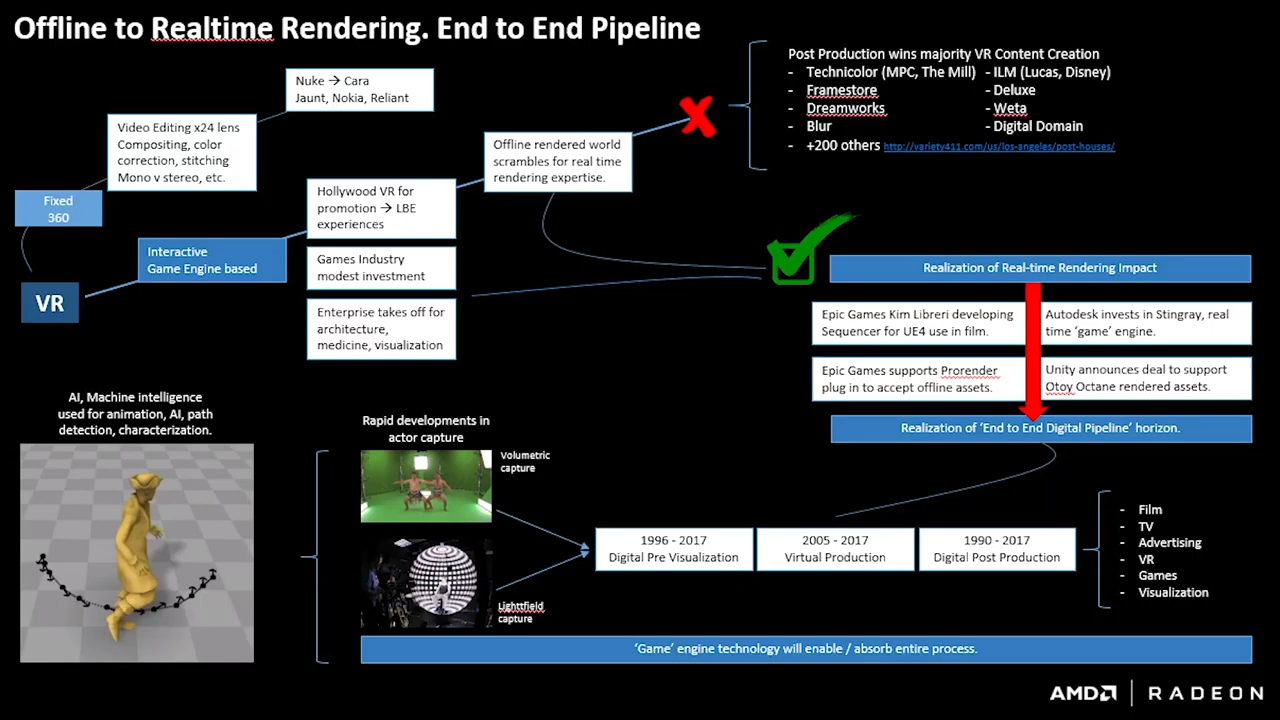 Offline to Realtime Rendering. End to End Pipeline
Nuke → Cara
Jaunt, Nokia, Reliant
Video Editing x24 lens
Compositing, color
correction, stitching
Mono v stereo, etc.
Fixed
360
Interactive
Game Engine based
VR
Hollywood VR for
promotion → LBE
experiences
Games Industry
modest investment
Enterprise takes off for
architecture,
medicine, visualization
Offline rendered world
scrambles for real time
rendering expertise.
Post Production wins majority VR Content Creation
- Technicolor (MPC, The Mill) - ILM (Lucas, Disney)
- Framestore - Deluxe
- Dreamworks - Weta
- Blur - Digital Domain
- +200 others http://variety411.com/us/los-angeles/post-houses/
Realization of Real-time Rendering Impact
Epic Games Kim Libreri developing
Sequencer for UE4 use in film.
Autodesk invests in Stingray, real
time ‘game’ engine.
Epic Games supports Prorender
plug in to accept offline assets.
Unity announces deal to support
Otoy Octane rendered assets.
Realization of ‘End to End Digital Pipeline’ horizon.
AI, Machine intelligence
used for animation, AI, path
detection, characterization.
Rapid developments in
actor capture
Volumetric
capture
Lighttfield
capture
1996 - 2017
Digital Pre Visualization
2005 - 2017
Virtual Production
1990 - 2017
Digital Post Production
- Film
- TV
- Advertising
- VR
- Games
- Visualization
‘Game’ engine technology will enable / absorb entire process.
AMD RADEON